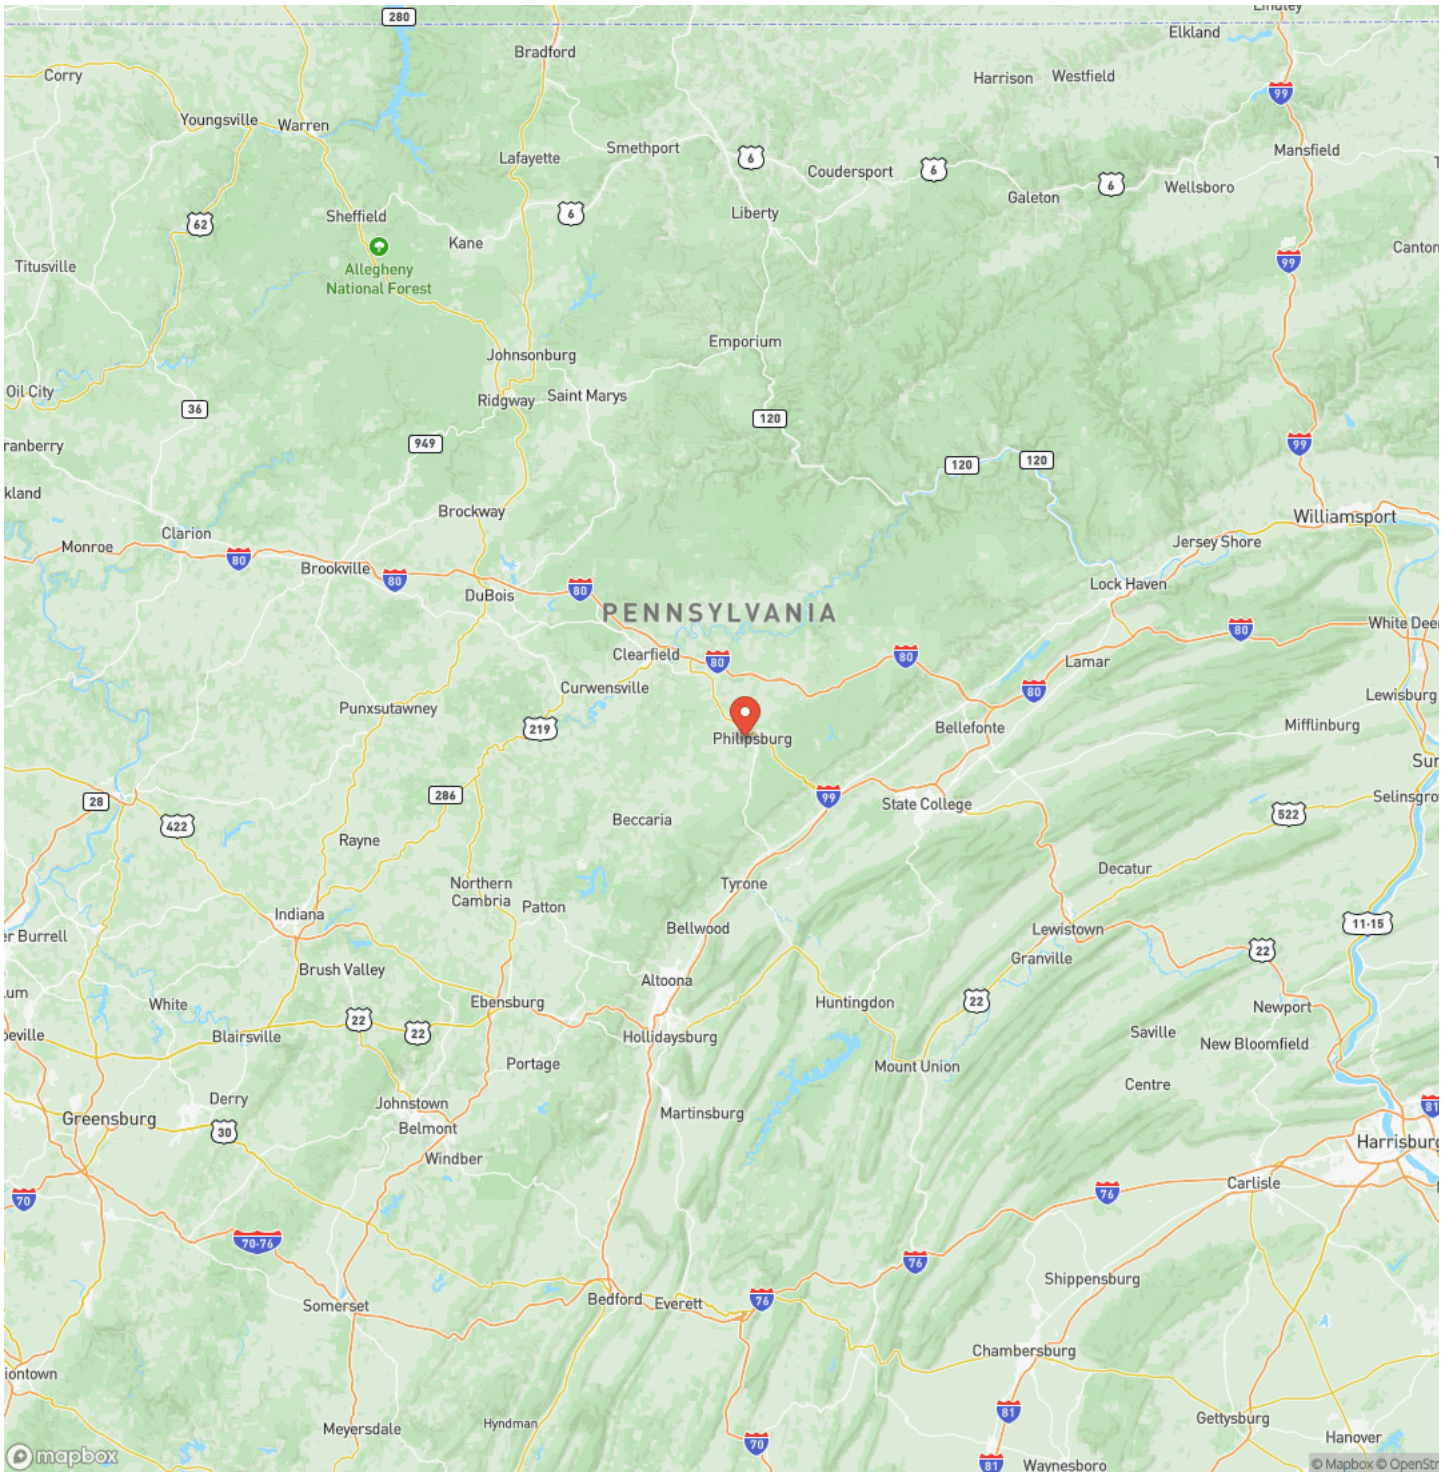 280
Lindley
Elkland
Bradford
Corry
Harrison
Westfield
99
Youngsville
Warren
Smethport
Lafayette
6
Coudersport
6
Mansfield
Galeton
6
Wellsboro
62
Sheffield
6
Liberty
Kane
Canton
Titusville
Allegheny
National Forest
99
Emporium
Johnsonburg
Oil City
Ridgway
Saint Marys
36
120
949
99
ranberry
120
120
kland
Brockway
Williamsport
Clarion
Monroe
80
Jersey Shore
Brookville
80
DuBois
80
Lock Haven
PENNSYLVANIA
White Deer
80
Clearfield
80
80
Lamar
Curwensville
80
Lewisburg
Punxsutawney
219
Philipsburg
Bellefonte
Mifflinburg
Sun
28
286
99
State College
Selinsgro
522
422
Beccaria
Rayne
Decatur
Northern
Cambria
Tyrone
Patton
Indiana
Bellwood
Lewistown
11-15
er Burrell
22
Granville
Brush Valley
Altoona
.um
White
Ebensburg
Huntingdon
22
Newport
22
22
peville
Blairsville
Hollidaysburg
Saville
New Bloomfield
Portage
Mount Union
Centre
Derry
Johnstown
81
Greensburg
30
Belmont
Martinsburg
Harrisburg
Windber
Carlisle
70
76
70-76
76
Shippensburg
Somerset
Bedford
Everett
76
Chambersburg
iontown
81
Gettysburg
Meyersdale
Hyndman
70
Hanover
mapbox
81
Waynesboro
© Mapbox © OpenStr